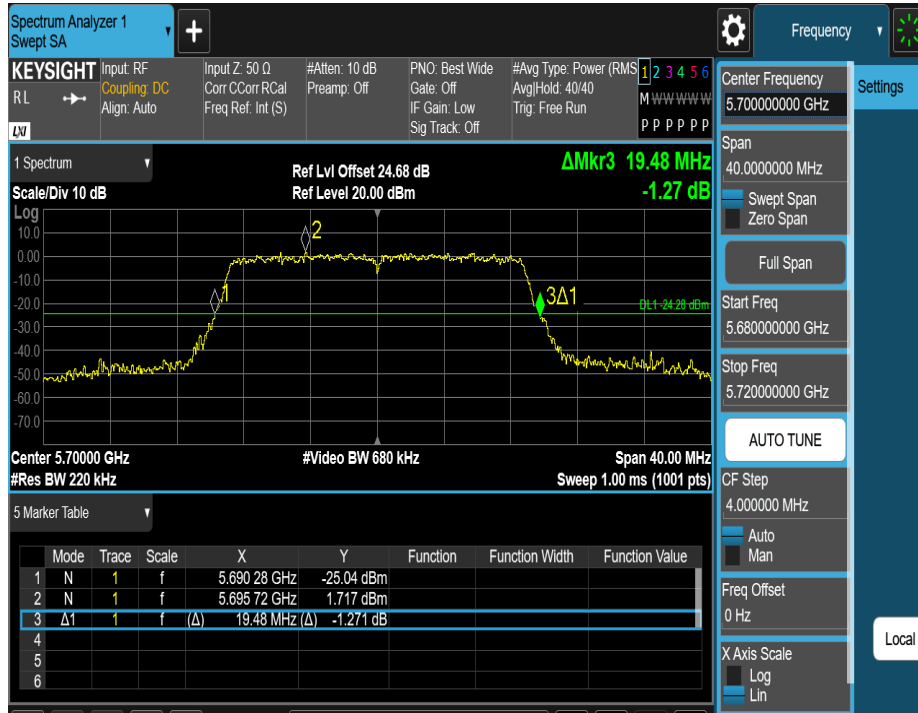 Spectrum Analyzer 1
Swept SA
+
Frequency
KEYSIGHT
RL
LXI
Input: RF
Coupling: DC
Align: Auto
Input Z: 50 Ω
Corr CCorr RCal
Freq Ref: Int (S)
#Atten: 10 dB
Preamp: Off
PNO: Best Wide
Gate: Off
IF Gain: Low
Sig Track: Off
#Avg Type: Power (RMS
Avg|Hold: 40/40
Trig: Free Run
1 2 3 4 5 6
M W W W W W
P P P P P P
1 Spectrum
Scale/Div 10 dB
Ref Lvl Offset 24.68 dB
Ref Level 20.00 dBm
ΔMkr3 19.48 MHz
-1.27 dB
Log
10.0
0.00
-10.0
-20.0
-30.0
-40.0
-50.0
-60.0
-70.0
2
1
3Δ1
DL1 -24.28 dBm
Center 5.70000 GHz
#Res BW 220 kHz
#Video BW 680 kHz
Span 40.00 MHz
Sweep 1.00 ms (1001 pts)
5 Marker Table
Mode Trace Scale X Y Function Function Width Function Value
1 N 1 f 5.690 28 GHz -25.04 dBm
2 N 1 f 5.695 72 GHz 1.717 dBm
3 Δ1 1 f (Δ) 19.48 MHz (Δ) -1.271 dB
4
5
6
Center Frequency
5.700000000 GHz
Span
40.0000000 MHz
Swept Span
Zero Span
Full Span
Start Freq
5.680000000 GHz
Stop Freq
5.720000000 GHz
AUTO TUNE
CF Step
4.000000 MHz
Auto
Man
Freq Offset
0 Hz
X Axis Scale
Log
Lin
Settings
Local